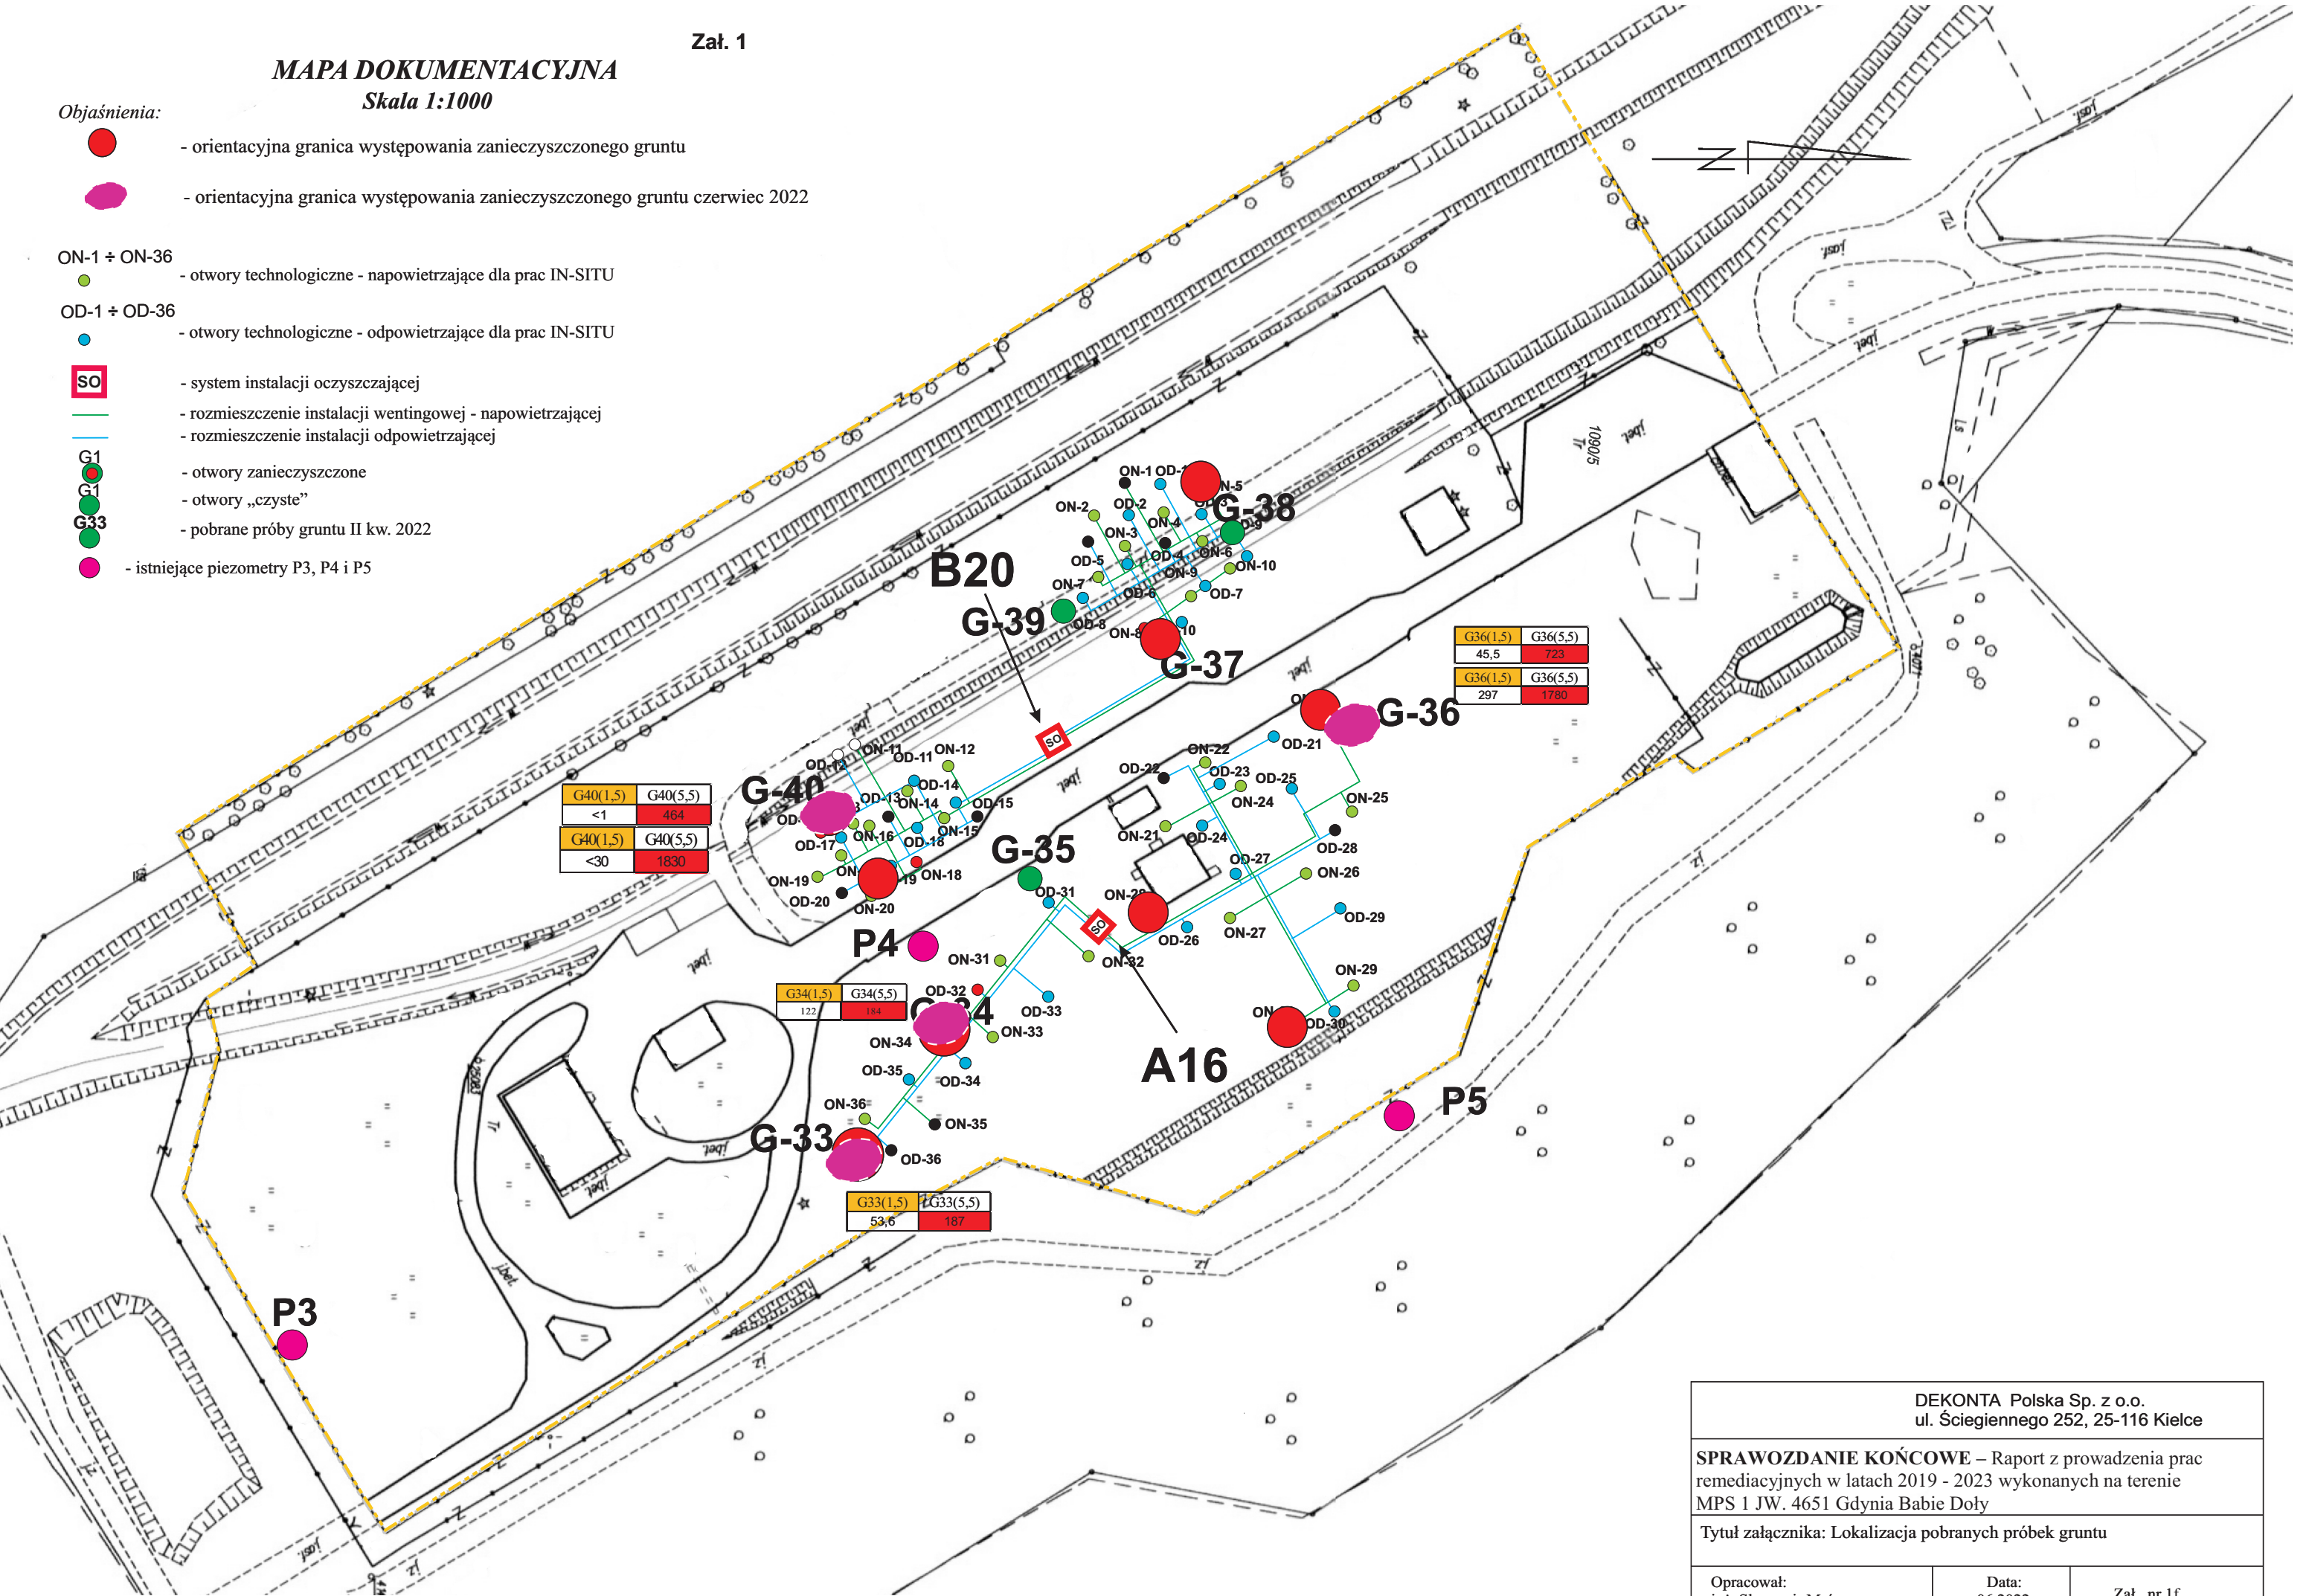 Zał. 1
MAPA DOKUMENTACYJNA
Skala 1:1000
Objaśnienia:
- orientacyjna granica występowania zanieczyszczonego gruntu
- orientacyjna granica występowania zanieczyszczonego gruntu czerwiec 2022
ON-1 ÷ ON-36
- otwory technologiczne - napowietrzające dla prac IN-SITU
OD-1 ÷ OD-36
- otwory technologiczne - odpowietrzające dla prac IN-SITU
SO
- system instalacji oczyszczającej
- rozmieszczenie instalacji wentingowej - napowietrzającej
- rozmieszczenie instalacji odpowietrzającej
G1
- otwory zanieczyszczone
G1
- otwory „czyste”
G33
- pobrane próby gruntu II kw. 2022
- istniejące piezometry P3, P4 i P5
N
1090/5
Tr
jbet.
Ls
jasf.
ON-1
ON-2
OD-2
ON-3
ON-4
G-38
OD-5
OD-4
ON-6
ON-7
ON-9
ON-10
OD-6
OD-7
OD-8
B20
G-39
G-37
SO
G36(1,5) G36(5,5)
45,5 723
G36(1,5) G36(5,5)
297 1780
G-36
ON-11
OD-11
ON-12
OD-12
OD-14
OD-13
ON-14
OD-15
ON-15
G-40
G40(1,5) G40(5,5)
<1 464
G40(1,5) G40(5,5)
<30 1830
ON-16
OD-17
OD-18
ON-18
ON-19
OD-20
ON-20
ON-22
OD-21
OD-22
OD-23
OD-25
ON-24
ON-25
ON-21
OD-24
OD-28
OD-27
ON-26
G-35
OD-31
OD-29
ON-27
OD-26
SO
ON-32
P4
ON-31
OD-32
OD-33
ON-29
OD-30
G34(1,5) G34(5,5)
122 184
ON-33
ON-34
OD-34
OD-35
A16
ON-36
ON-35
G-33
OD-36
G33(1,5) G33(5,5)
53,6 187
P5
P3
Tr
jbet.
jbet.
jbet.
DEKONTA Polska Sp. z o.o.
ul. Ściegiennego 252, 25-116 Kielce
SPRAWOZDANIE KOŃCOWE – Raport z prowadzenia prac
remediacyjnych w latach 2019 - 2023 wykonanych na terenie
MPS 1 JW. 4651 Gdynia Babie Doły
Tytuł załącznika: Lokalizacja pobranych próbek gruntu
Opracował:
Data: